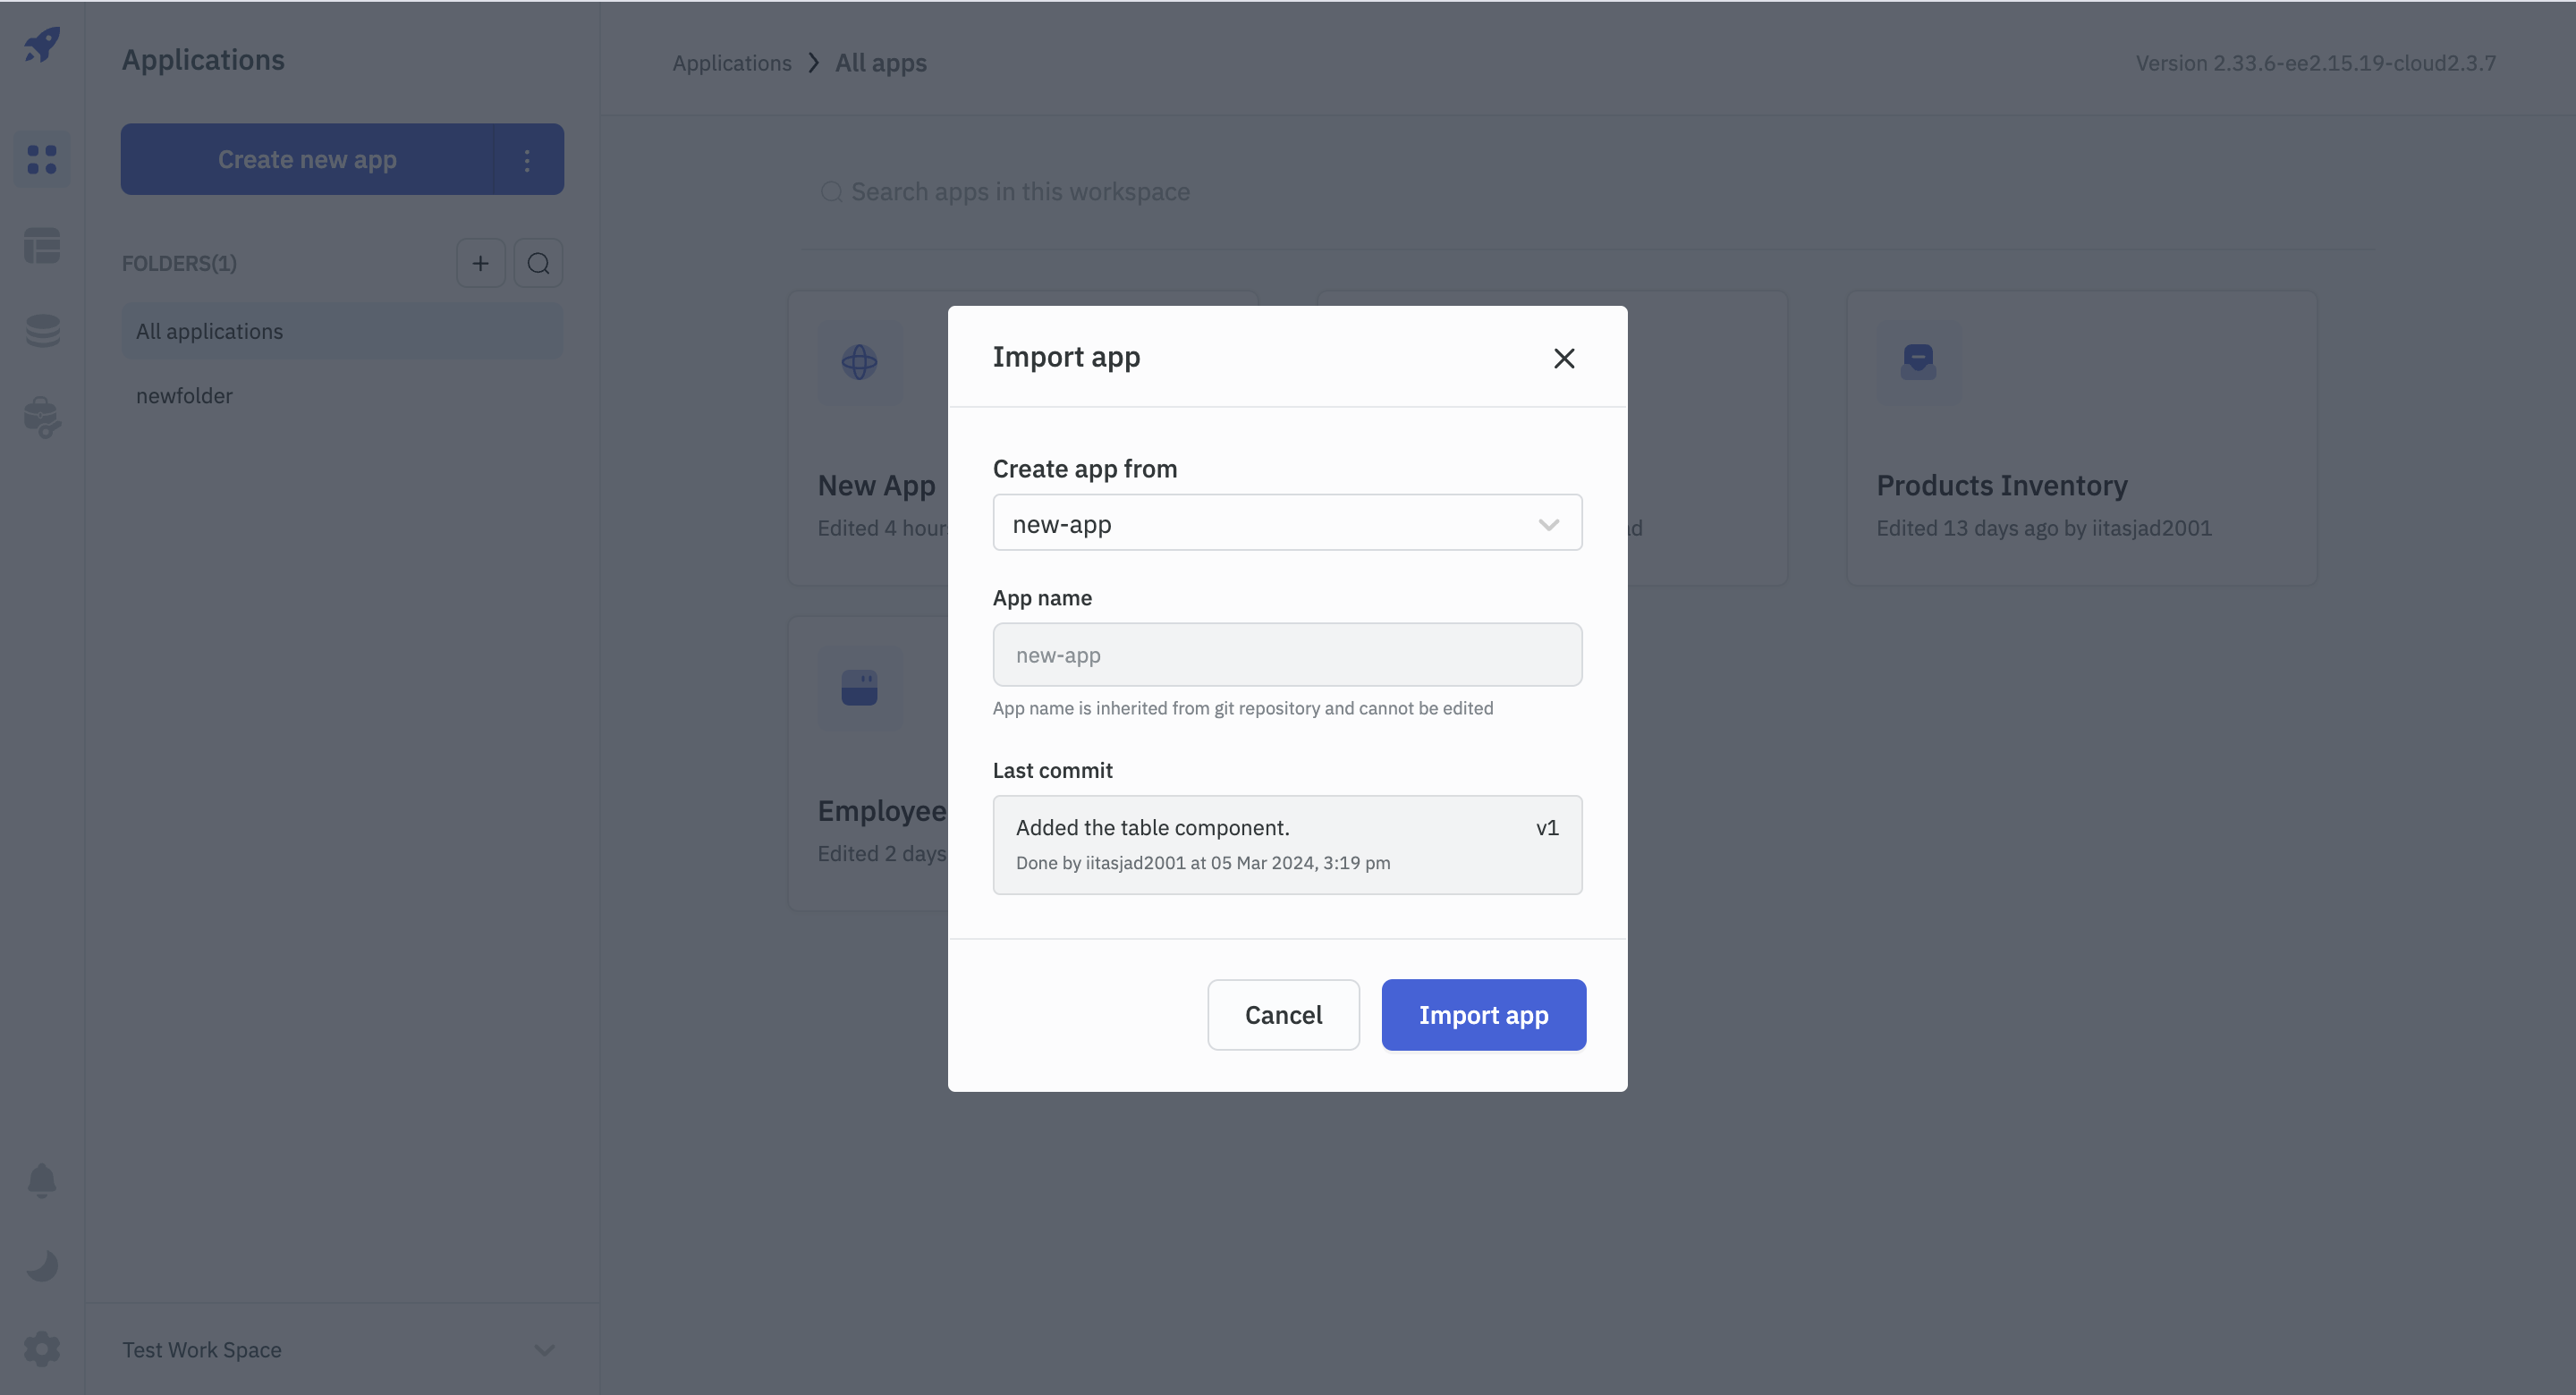 Applications
Create new app
FOLDERS(1)
All applications
newfolder
Test Work Space
Applications All apps
Version 2.33.6-ee2.15.19-cloud2.3.7
Search apps in this workspace
New App
Edited 4 hour
Products Inventory
Edited 13 days ago by iitasjad2001
Employee
Edited 2 days
Import app
Create app from
new-app
App name
new-app
App name is inherited from git repository and cannot be edited
Last commit
Added the table component. v1
Done by iitasjad2001 at 05 Mar 2024, 3:19 pm
Cancel Import app